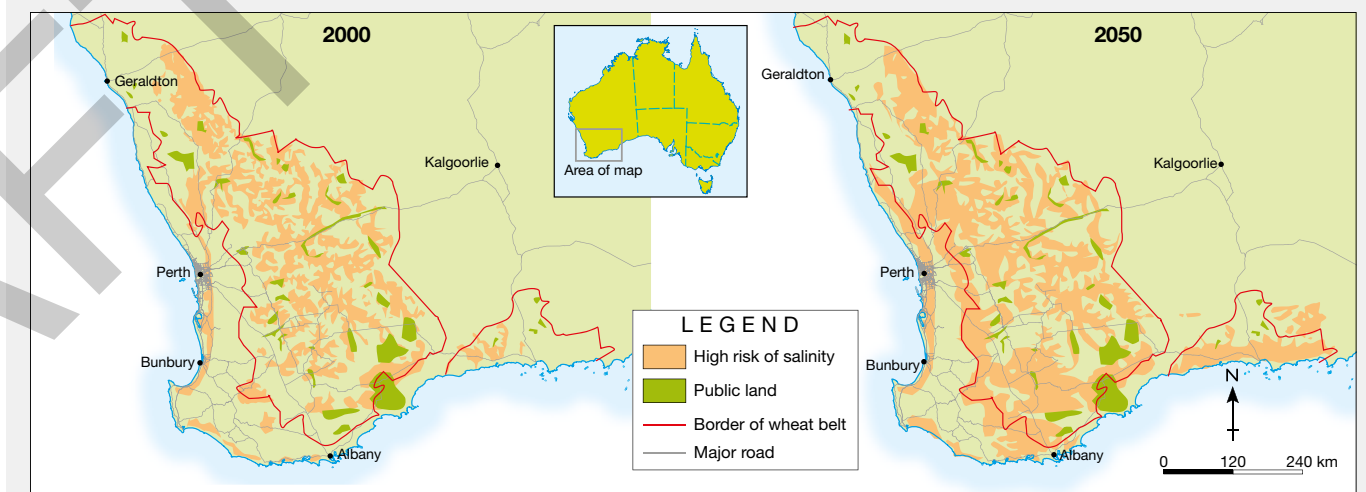 2000
Geraldton
Kalgoorlie
Perth
Bunbury
Albany
Area of map
2050
Geraldton
Kalgoorlie
Perth
Bunbury
Albany
LEGEND
High risk of salinity
Public land
Border of wheat belt
Major road
N
0 120 240 km